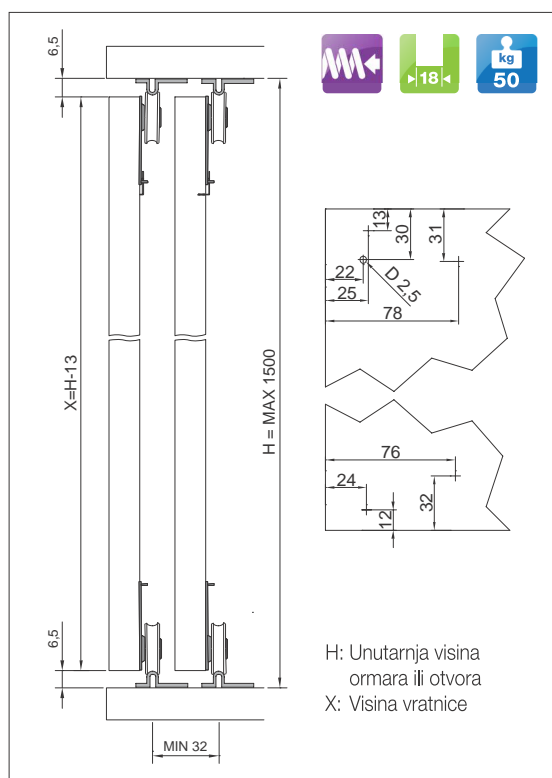 6,5
18
kg
50
13
30
31
22
25
D 2,5
78
X=H-13
H = MAX 1500
76
24
32
12
6,5
MIN 32
H: Unutarnja visina
ormara ili otvora
X: Visina vratnice